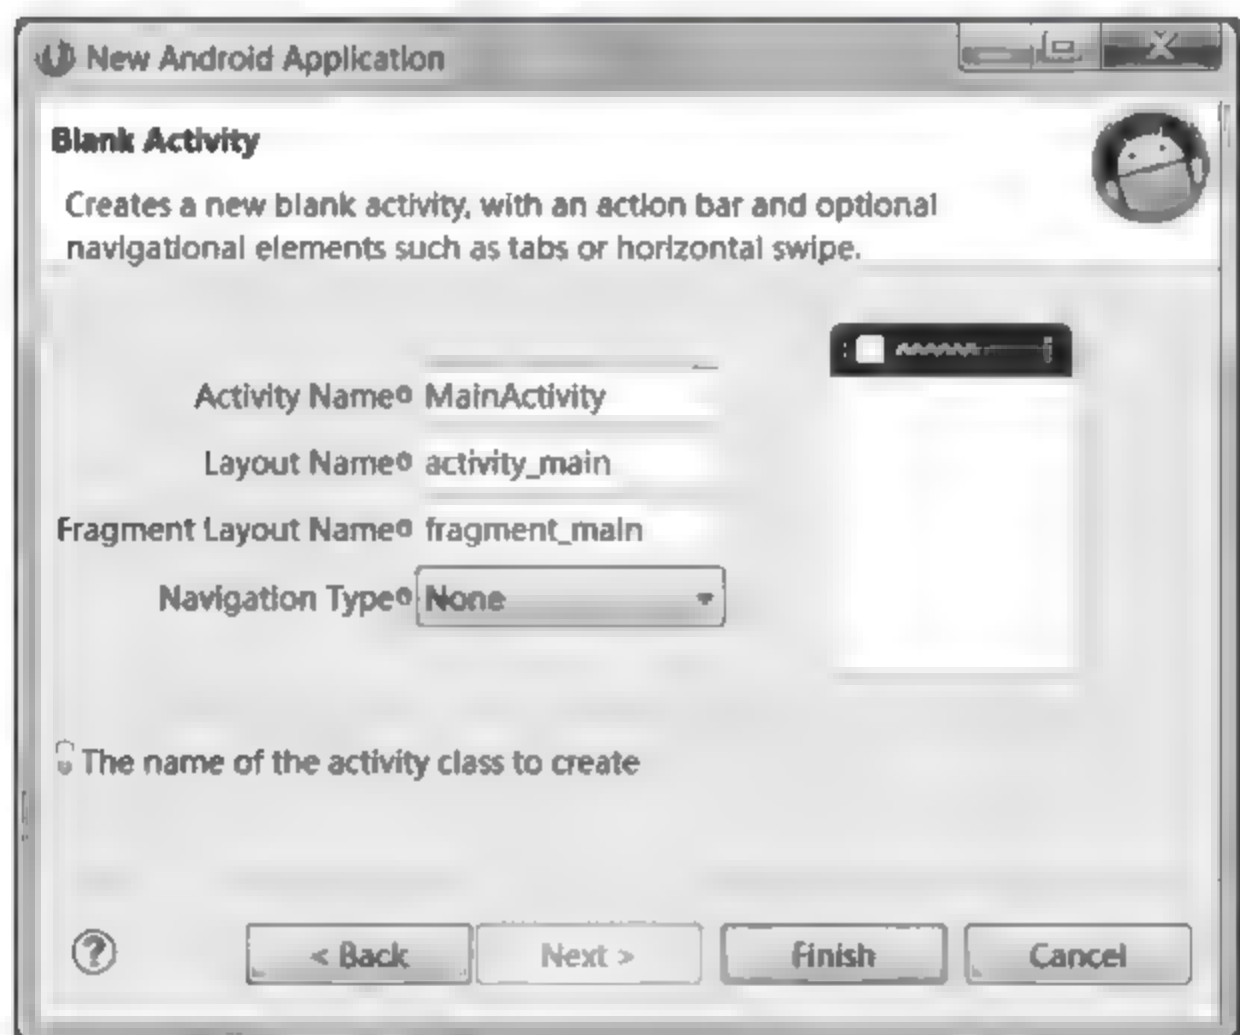 New Android Application
Blank Activity
Creates a new blank activity, with an action bar and optional
navigational elements such as tabs or horizontal swipe.
Activity Name MainActivity
Layout Name activity_main
Fragment Layout Name fragment_main
Navigation Type None
The name of the activity class to create
? < Back Next > Finish Cancel